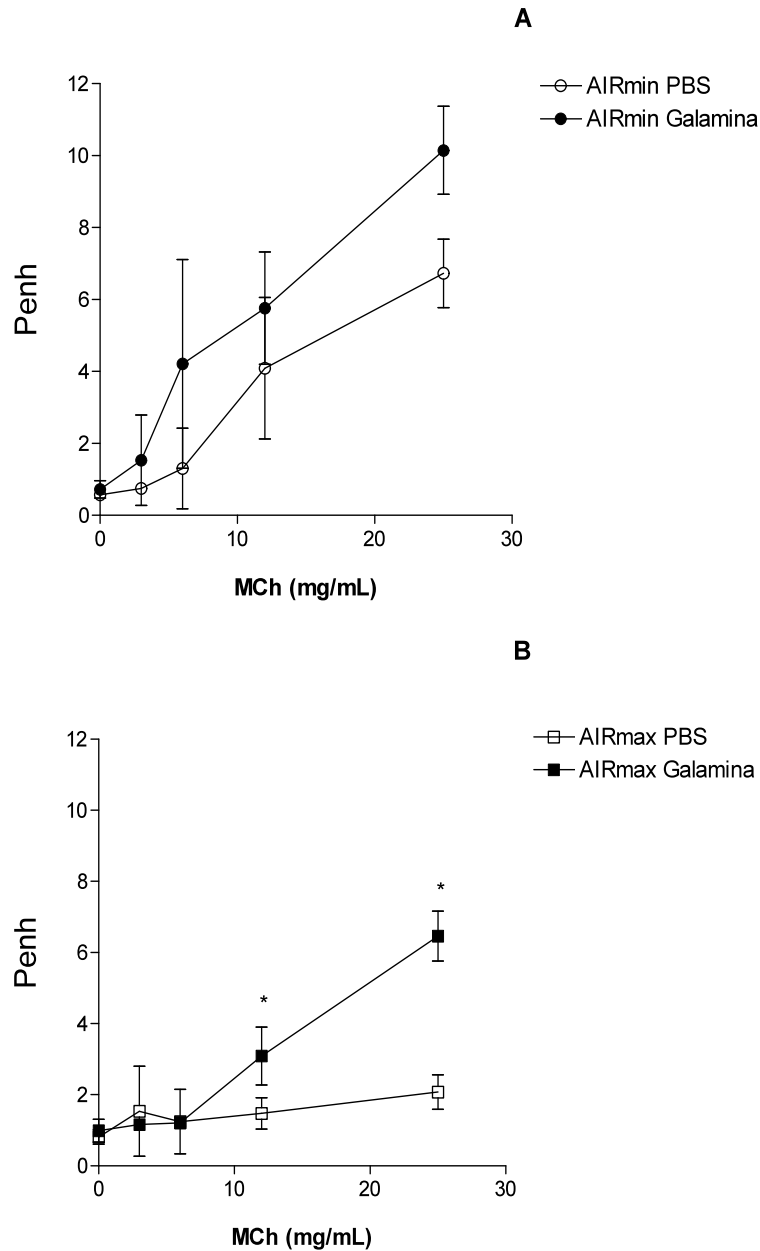 A
AIRmin PBS
AIRmin Galamina
12
10
8
6
4
2
0
Penh
0 10 20 30
MCh (mg/mL)
B
AIRmax PBS
AIRmax Galamina
12
10
8
6
4
2
0
Penh
*
*
0 10 20 30
MCh (mg/mL)